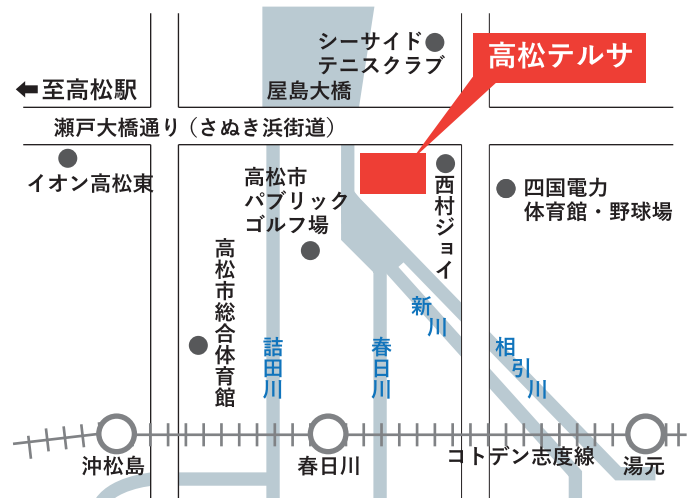 シーサイド
テニスクラブ
高松テルサ
至高松駅
屋島大橋
瀬戸大橋通り（さぬき浜街道）
イオン高松東
高松市
パブリック
ゴルフ場
西村ジョイ
四国電力
体育館・野球場
高松市総合体育館
新川
詰田川
春日川
相引川
コトデン志度線
沖松島
春日川
湯元